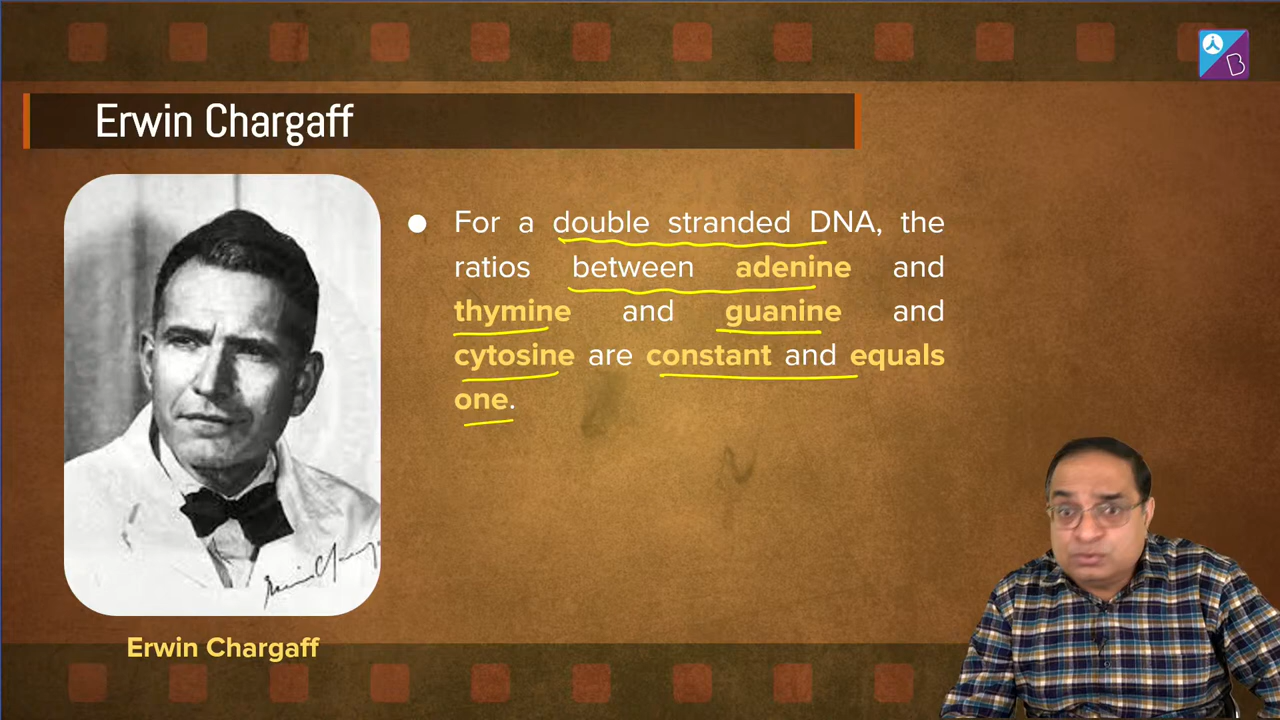 Erwin Chargaff
For a double stranded DNA, the
ratios between adenine and
thymine and guanine and
cytosine are constant and equals
one.
Erwin Chargaff